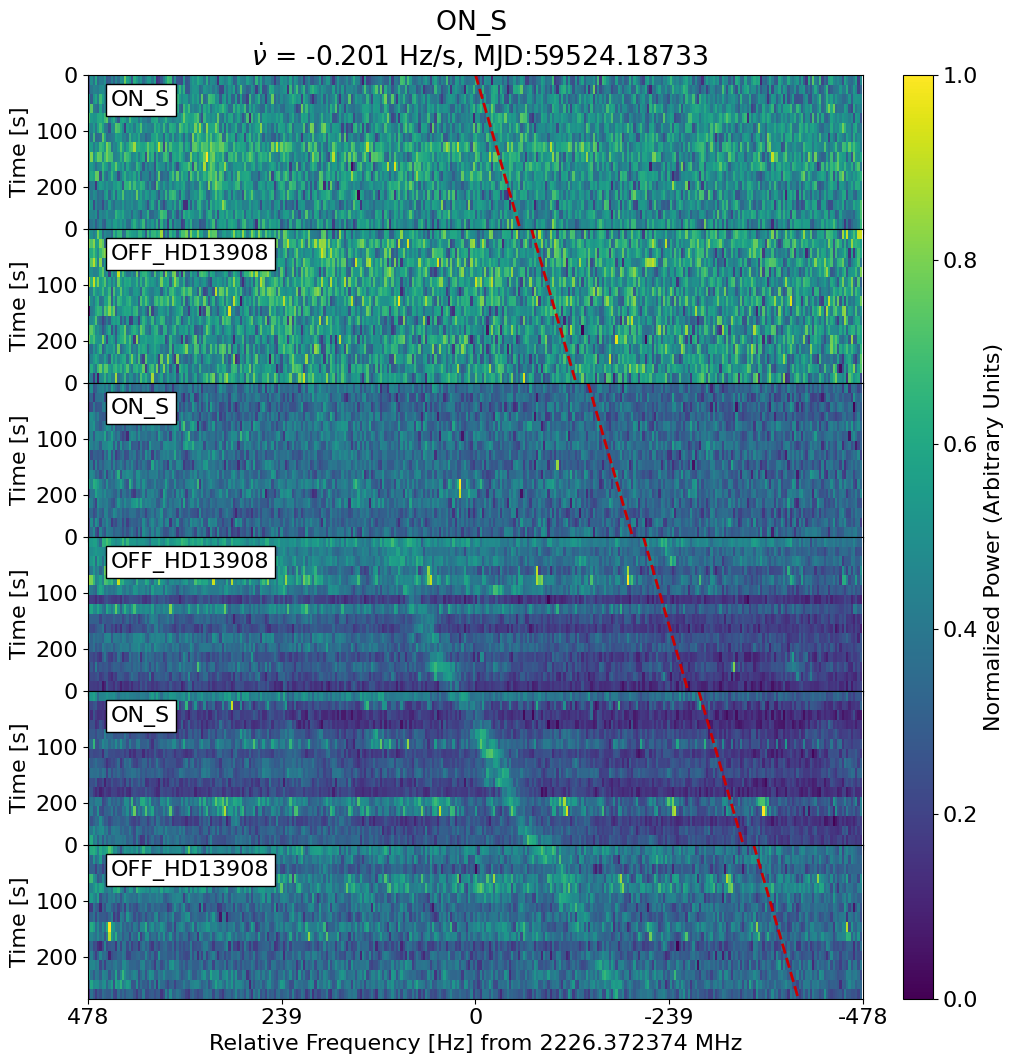 ON_S
ν̇ = -0.201 Hz/s, MJD:59524.18733
0
100
200
Time [s]
ON_S
0
100
200
Time [s]
OFF_HD13908
0
100
200
Time [s]
ON_S
0
100
200
Time [s]
OFF_HD13908
0
100
200
Time [s]
ON_S
0
100
200
Time [s]
OFF_HD13908
478 239 0 -239 -478
Relative Frequency [Hz] from 2226.372374 MHz
1.0
0.8
0.6
0.4
0.2
0.0
Normalized Power (Arbitrary Units)